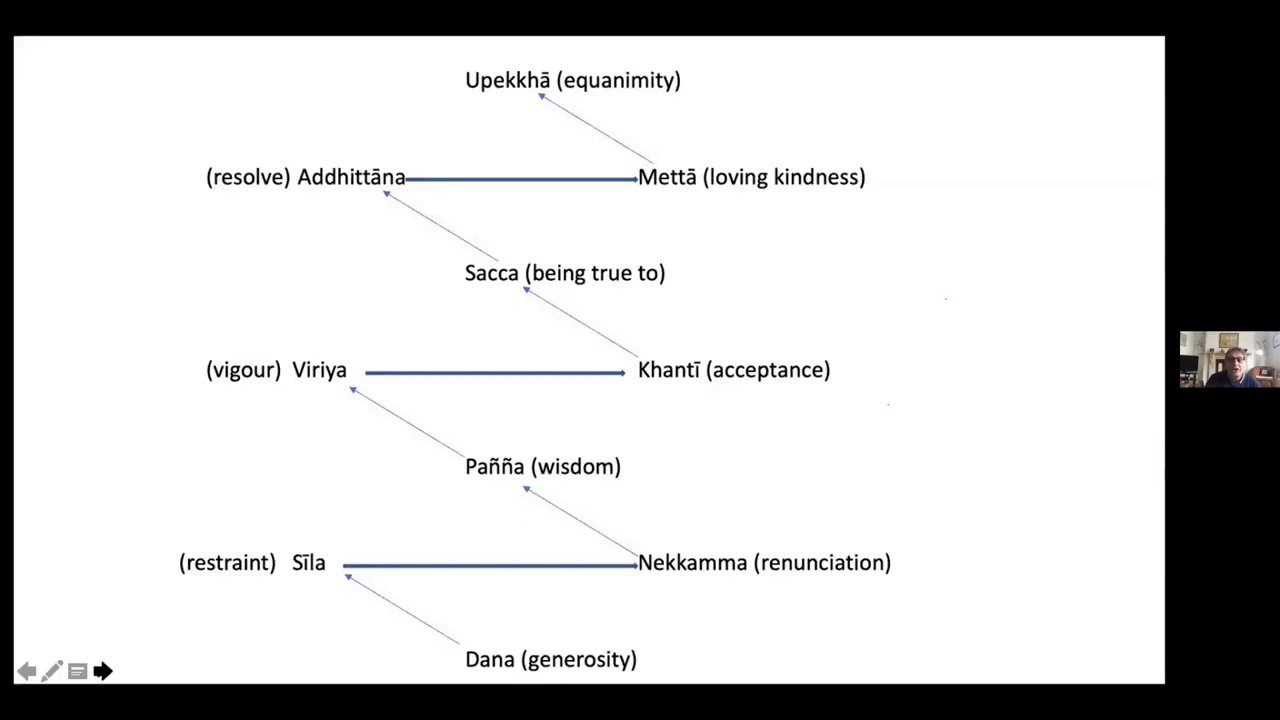 Upekkhā (equanimity)
(resolve) Addhittāna Mettā (loving kindness)
Sacca (being true to)
(vigour) Viriya Khantī (acceptance)
Pañña (wisdom)
(restraint) Sīla Nekkamma (renunciation)
Dana (generosity)